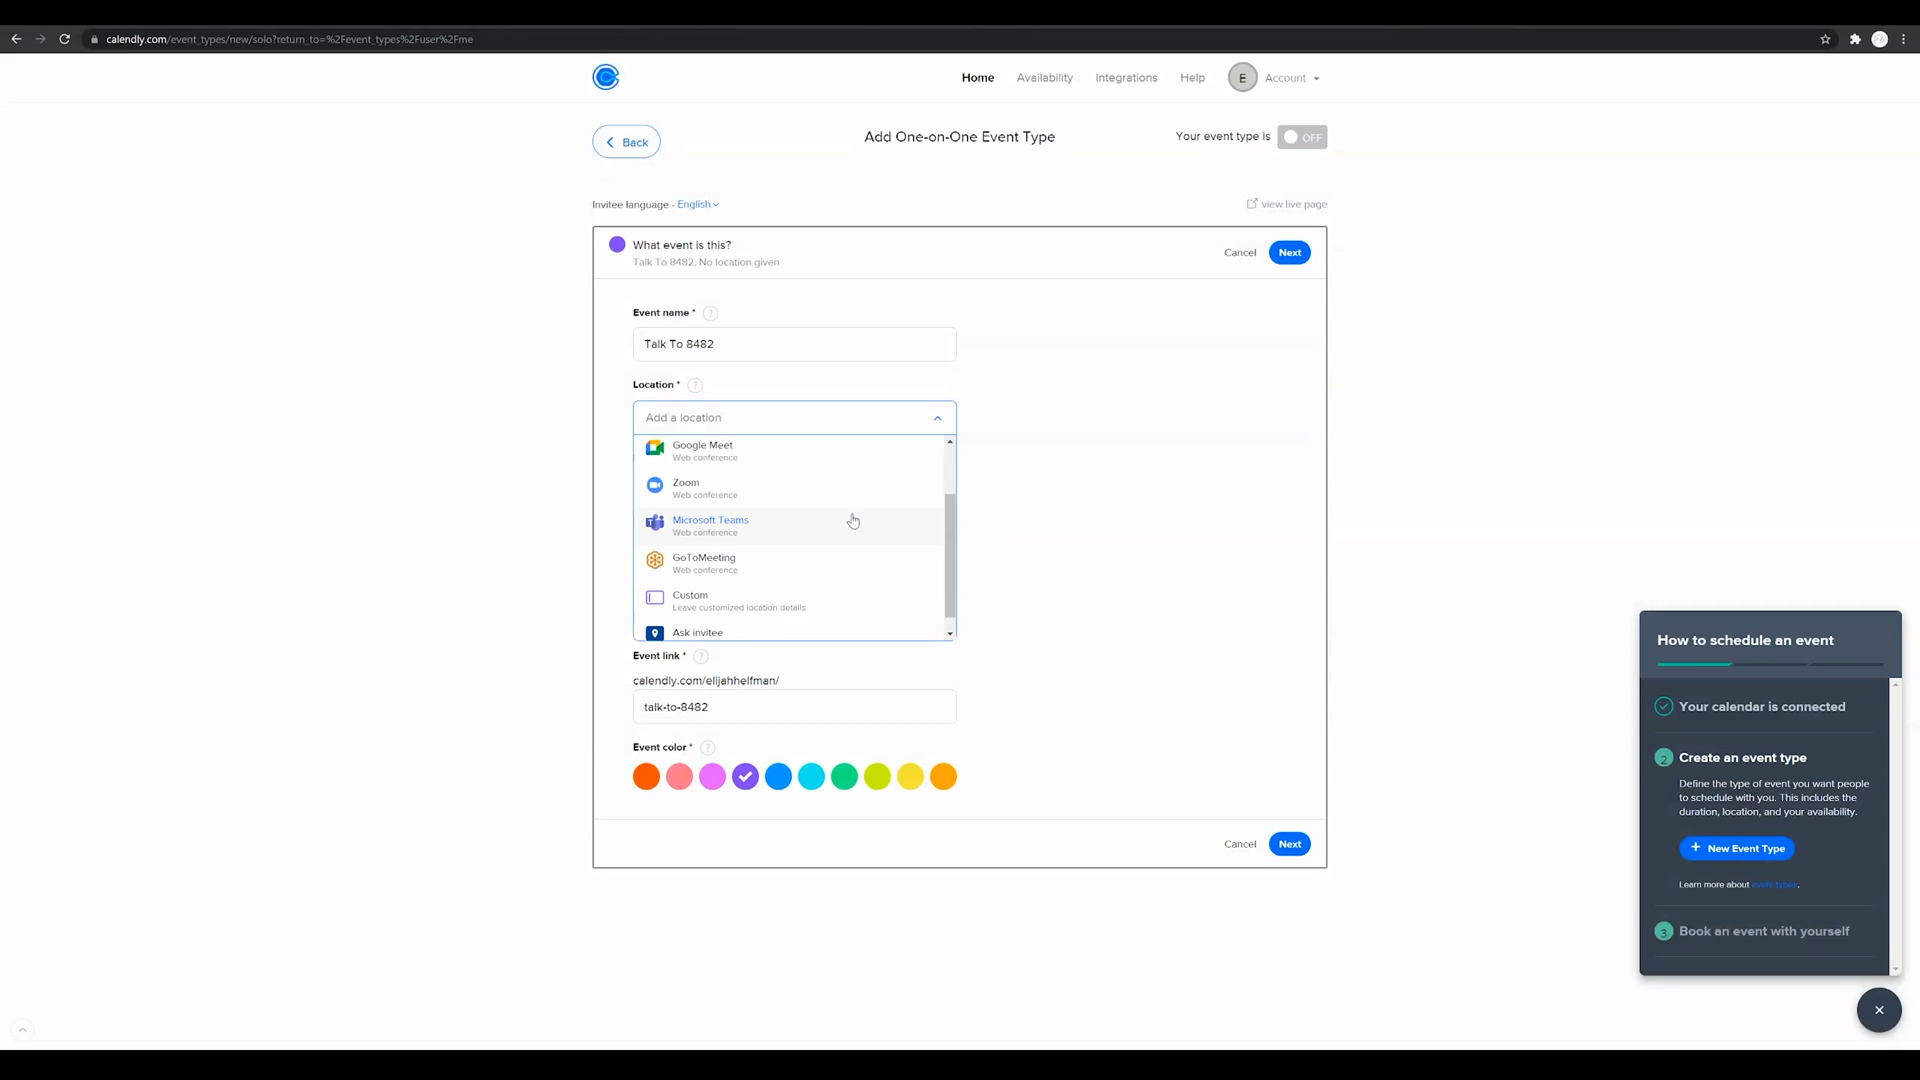 calendly.com/event_types/new/solo?return_to=%2Fevent_types%2Fuser%2Fme
Home
Availability
Integrations
Help
E
Account
Back
Add One-on-One Event Type
Your event type is
OFF
Invitee language - English
view live page
What event is this?
Talk To 8482, No location given
Cancel
Next
Event name *
?
Talk To 8482
Location *
?
Add a location
Google Meet
Web conference
Zoom
Web conference
Microsoft Teams
Web conference
GoToMeeting
Web conference
Custom
Leave customized location details
Ask invitee
Event link *
?
calendly.com/elijahhelfman/
talk-to-8482
Event color *
?
Cancel
Next
How to schedule an event
Your calendar is connected
2
Create an event type
Define the type of event you want people
to schedule with you. This includes the
duration, location, and your availability.
+ New Event Type
Learn more about event types.
3
Book an event with yourself